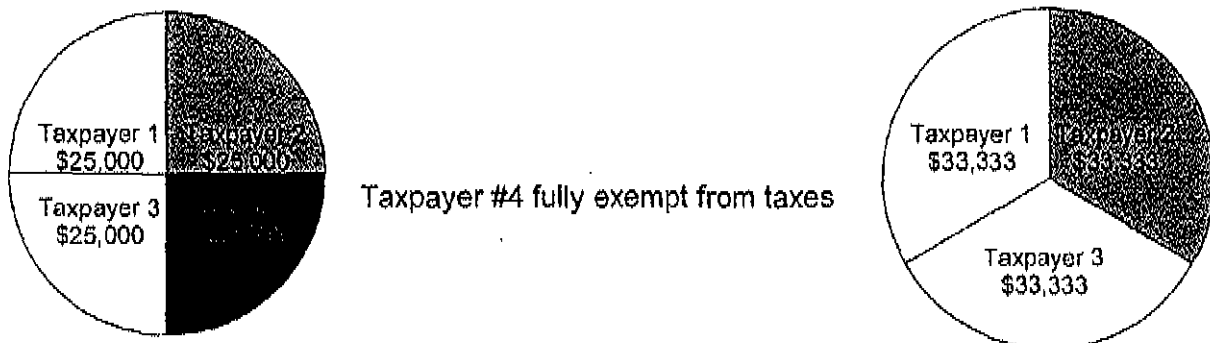 Taxpayer 1
$25,000
Taxpayer 2
$25,000
Taxpayer 3
$25,000
Taxpayer #4 fully exempt from taxes
Taxpayer 1
$33,333
Taxpayer 2
$33,333
Taxpayer 3
$33,333